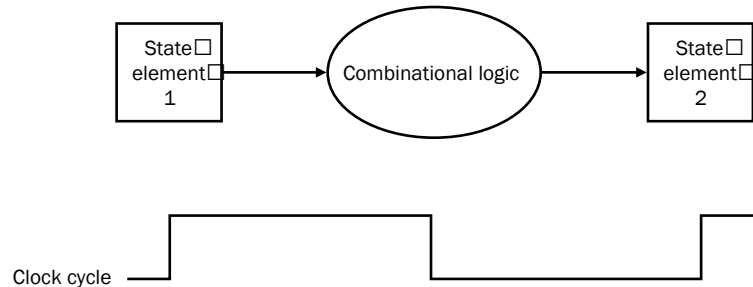 State□
element□
1
Combinational logic
State□
element□
2
Clock cycle